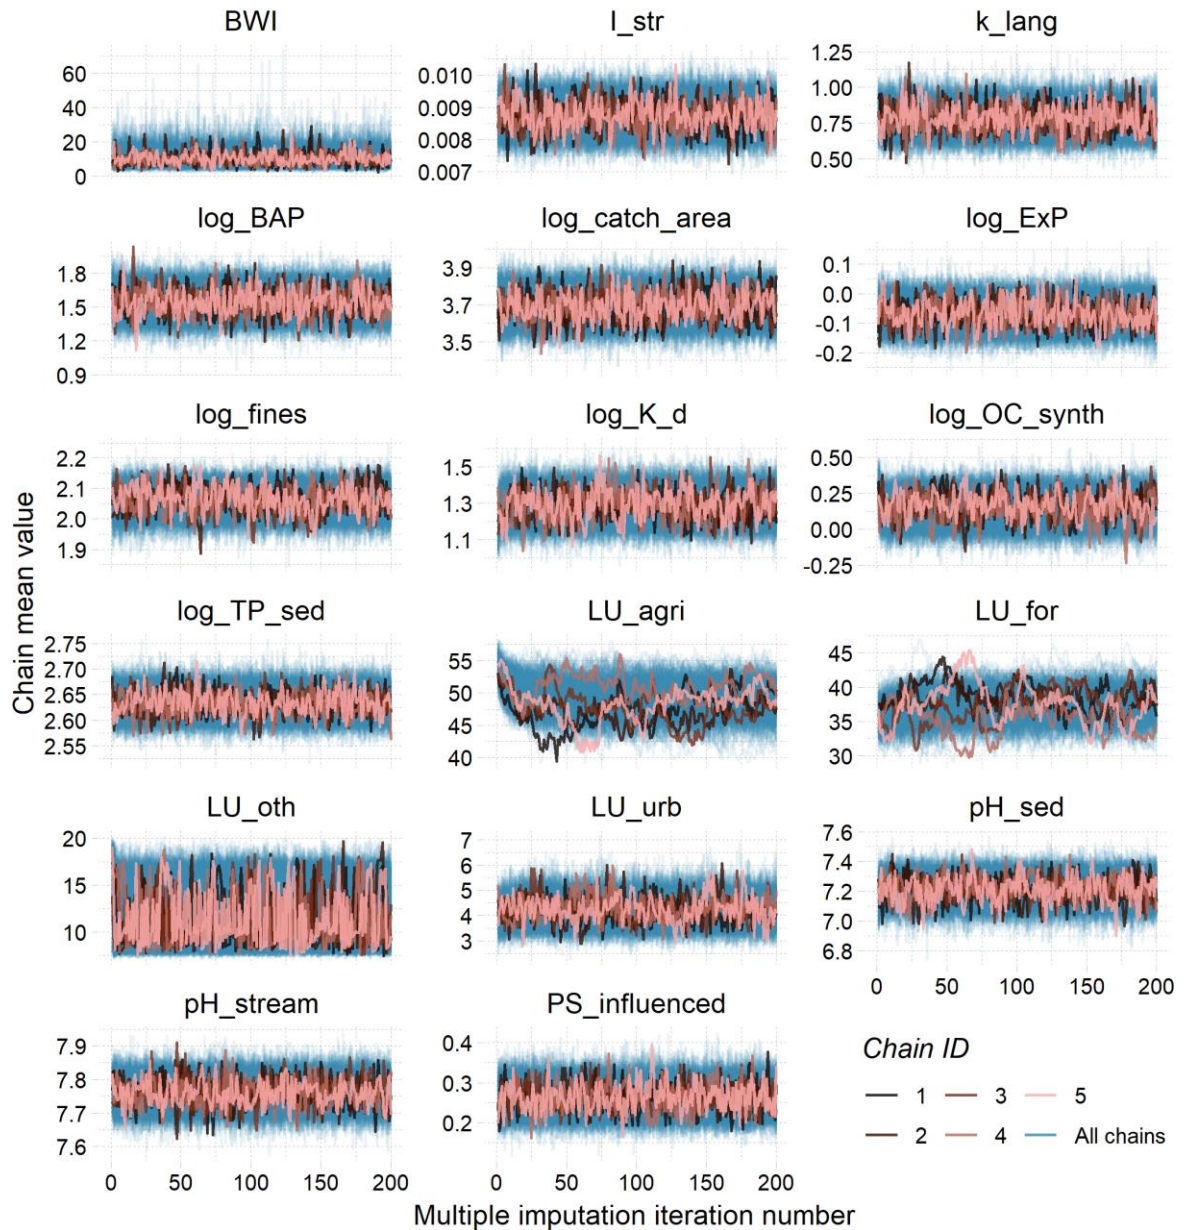 BWI
I_str
k_lang
60
40
20
0
0.010
0.009
0.008
0.007
1.25
1.00
0.75
0.50
log_BAP
log_catch_area
log_ExP
1.8
1.5
1.2
0.9
3.9
3.7
3.5
0.1
0.0
-0.1
-0.2
log_fines
log_K_d
log_OC_synth
2.2
2.1
2.0
1.9
1.5
1.3
1.1
0.50
0.25
0.00
-0.25
Chain mean value
log_TP_sed
LU_agri
LU_for
2.75
2.70
2.65
2.60
2.55
55
50
45
40
45
40
35
30
LU_oth
LU_urb
pH_sed
20
15
10
7
6
5
4
3
7.6
7.4
7.2
7.0
6.8
0 50 100 150 200
pH_stream
PS_influenced
7.9
7.8
7.7
7.6
0.4
0.3
0.2
0 50 100 150 200
0 50 100 150 200
Multiple imputation iteration number
Chain ID
1 3 5
2 4 All chains